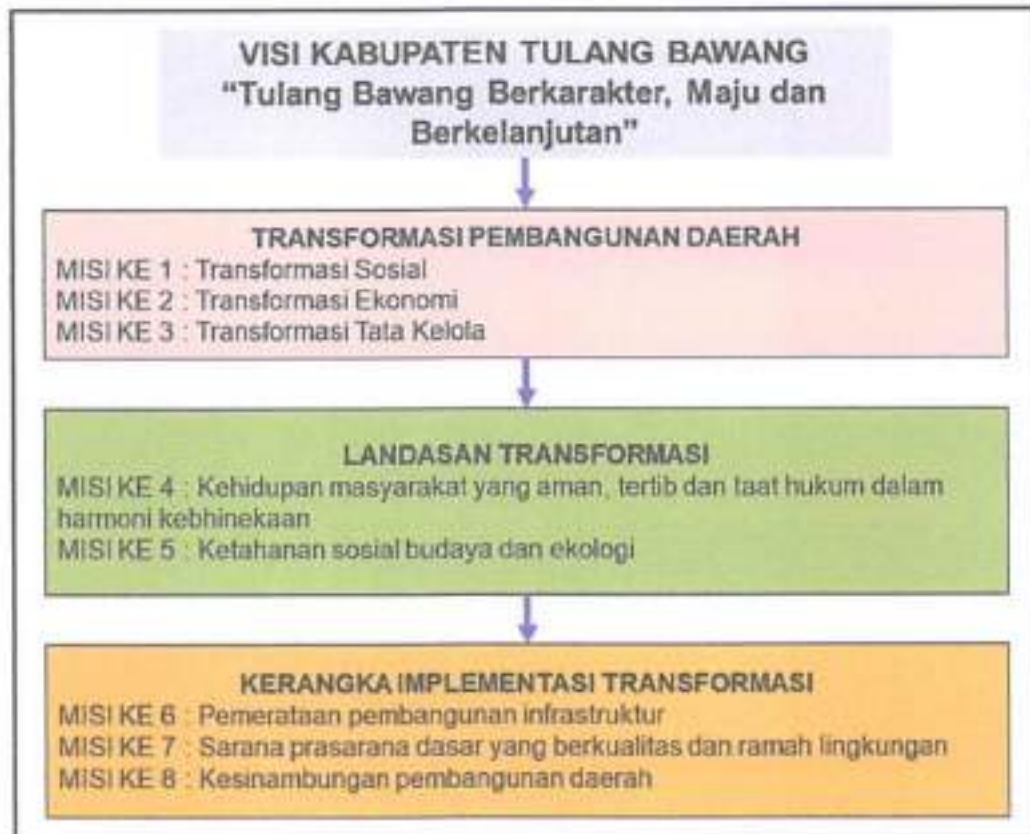 VISI KABUPATEN TULANG BAWANG
“Tulang Bawang Berkarakter, Maju dan
Berkelanjutan”
TRANSFORMASI PEMBANGUNAN DAERAH
MISI KE 1 : Transformasi Sosial
MISI KE 2 : Transformasi Ekonomi
MISI KE 3 : Transformasi Tata Kelola
LANDASAN TRANSFORMASI
MISI KE 4 : Kehidupan masyarakat yang aman, tertib dan taat hukum dalam
harmoni kebhinekaan
MISI KE 5 : Ketahanan sosial budaya dan ekologi
KERANGKA IMPLEMENTASI TRANSFORMASI
MISI KE 6 : Pemerataan pembangunan infrastruktur
MISI KE 7 : Sarana prasarana dasar yang berkualitas dan ramah lingkungan
MISI KE 8 : Kesinambungan pembangunan daerah